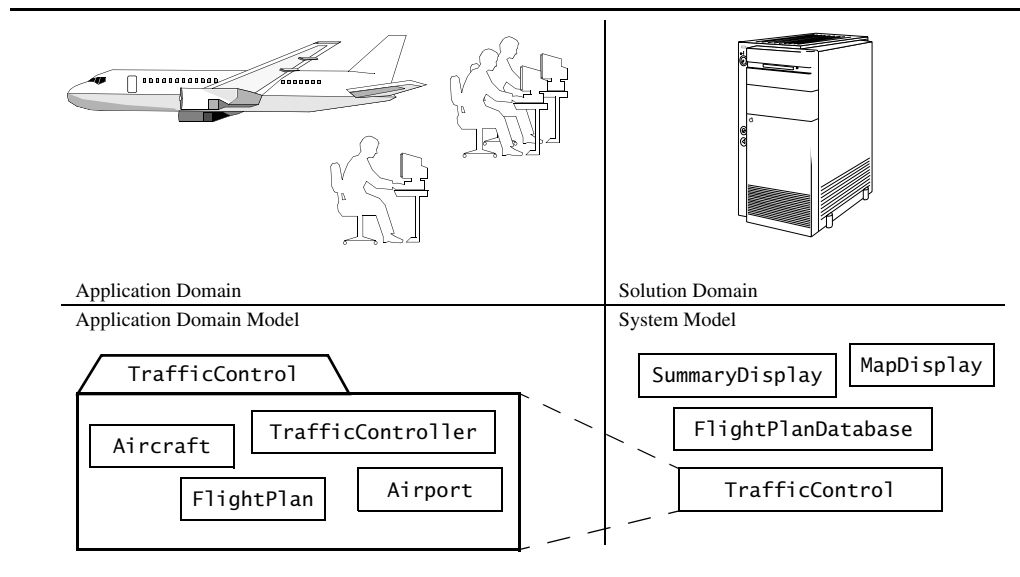 Application Domain
Solution Domain
Application Domain Model
System Model
TrafficControl
Aircraft
TrafficController
FlightPlan
Airport
SummaryDisplay
MapDisplay
FlightPlanDatabase
TrafficControl